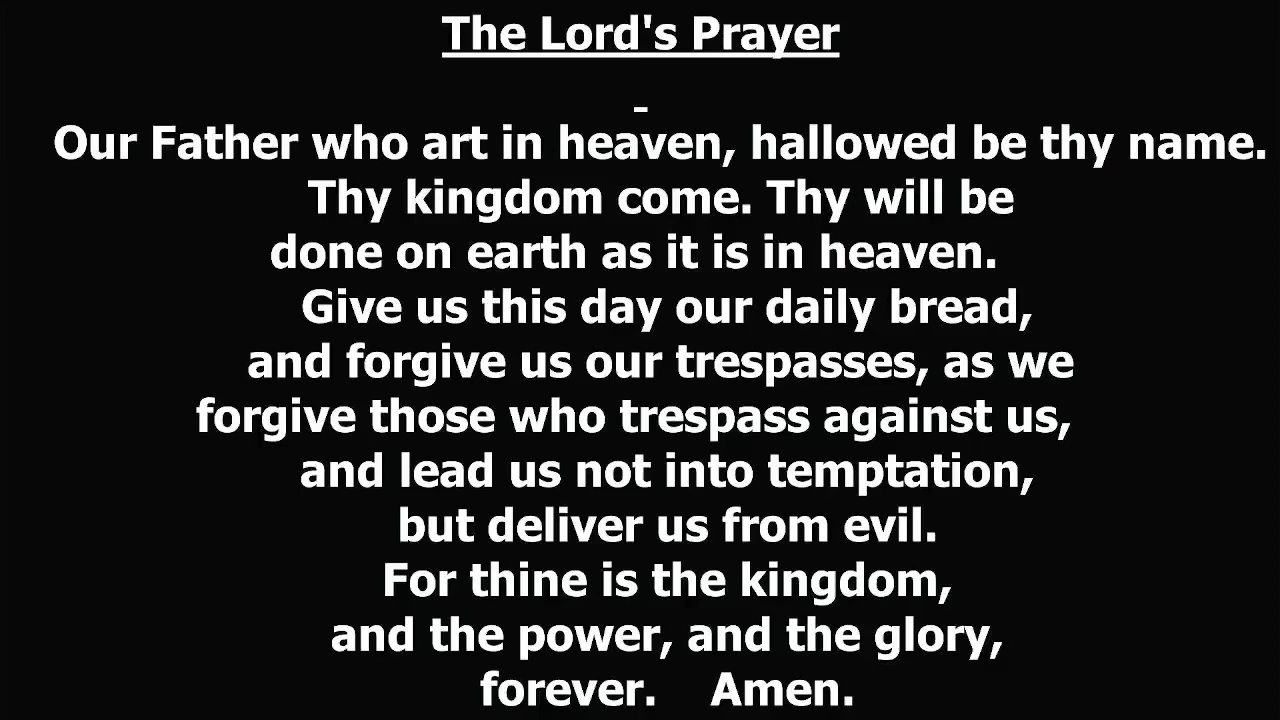 The Lord's Prayer
-
Our Father who art in heaven, hallowed be thy name.
Thy kingdom come. Thy will be
done on earth as it is in heaven.
Give us this day our daily bread,
and forgive us our trespasses, as we
forgive those who trespass against us,
and lead us not into temptation,
but deliver us from evil.
For thine is the kingdom,
and the power, and the glory,
forever. Amen.